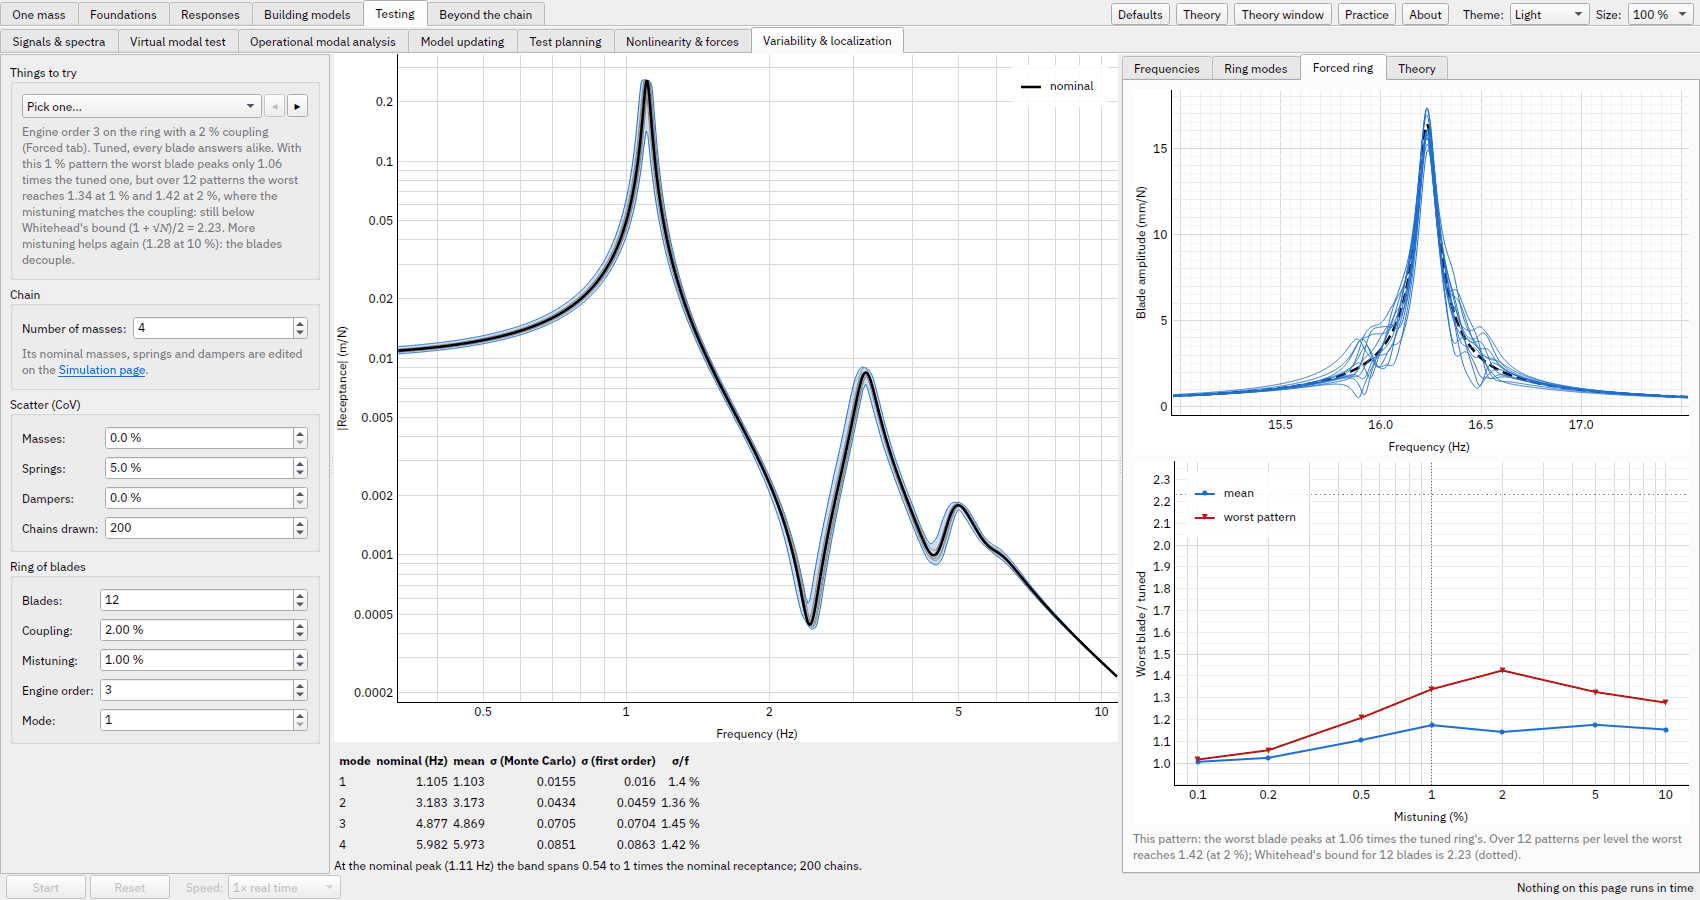 One mass
Foundations
Responses
Building models
Testing
Beyond the chain
Defaults
Theory
Theory window
Practice
About
Theme:
Light
Size:
100 %
Signals & spectra
Virtual modal test
Operational modal analysis
Model updating
Test planning
Nonlinearity & forces
Variability & localization
Things to try
Pick one...
Engine order 3 on the ring with a 2 % coupling
(Forced tab). Tuned, every blade answers alike. With
this 1 % pattern the worst blade peaks only 1.06
times the tuned one, but over 12 patterns the worst
reaches 1.34 at 1 % and 1.42 at 2 %, where the
mistuning matches the coupling: still below
Whitehead's bound (1 + √N)/2 = 2.23. More
mistuning helps again (1.28 at 10 %): the blades
decouple.
Chain
Number of masses: 4
Its nominal masses, springs and dampers are edited
on the Simulation page.
Scatter (CoV)
Masses: 0.0 %
Springs: 5.0 %
Dampers: 0.0 %
Chains drawn: 200
Ring of blades
Blades: 12
Coupling: 2.00 %
Mistuning: 1.00 %
Engine order: 3
Mode: 1
|Receptance| (m/N)
0.2
0.1
0.05
0.02
0.01
0.005
0.002
0.001
0.0005
0.0002
nominal
0.5
1
2
5
10
Frequency (Hz)
mode nominal (Hz) mean σ (Monte Carlo) σ (first order) σ/f
1 1.105 1.103 0.0155 0.016 1.4 %
2 3.183 3.173 0.0434 0.0459 1.36 %
3 4.877 4.869 0.0705 0.0704 1.45 %
4 5.982 5.973 0.0851 0.0863 1.42 %
At the nominal peak (1.11 Hz) the band spans 0.54 to 1 times the nominal receptance; 200 chains.
Frequencies
Ring modes
Forced ring
Theory
Blade amplitude (mm/N)
15
10
5
0
15.5
16.0
16.5
17.0
Frequency (Hz)
Worst blade / tuned
2.3
2.2
2.1
2.0
1.9
1.8
1.7
1.6
1.5
1.4
1.3
1.2
1.1
1.0
mean
worst pattern
0.1
0.2
0.5
1
2
5
10
Mistuning (%)
This pattern: the worst blade peaks at 1.06 times the tuned ring's. Over 12 patterns per level the worst
reaches 1.42 (at 2 %); Whitehead's bound for 12 blades is 2.23 (dotted).
Start
Reset
Speed:
1× real time
Nothing on this page runs in time